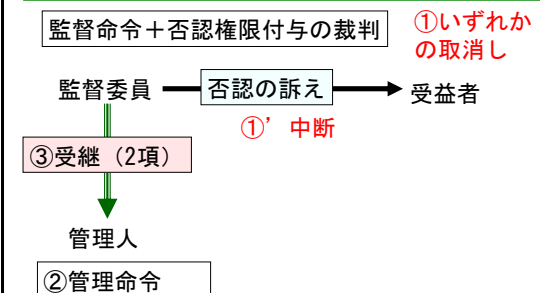 監督命令＋否認権限付与の裁判
①いずれか
の取消し
監督委員
否認の訴え
受益者
①’中断
③受継（2項）
管理人
②管理命令